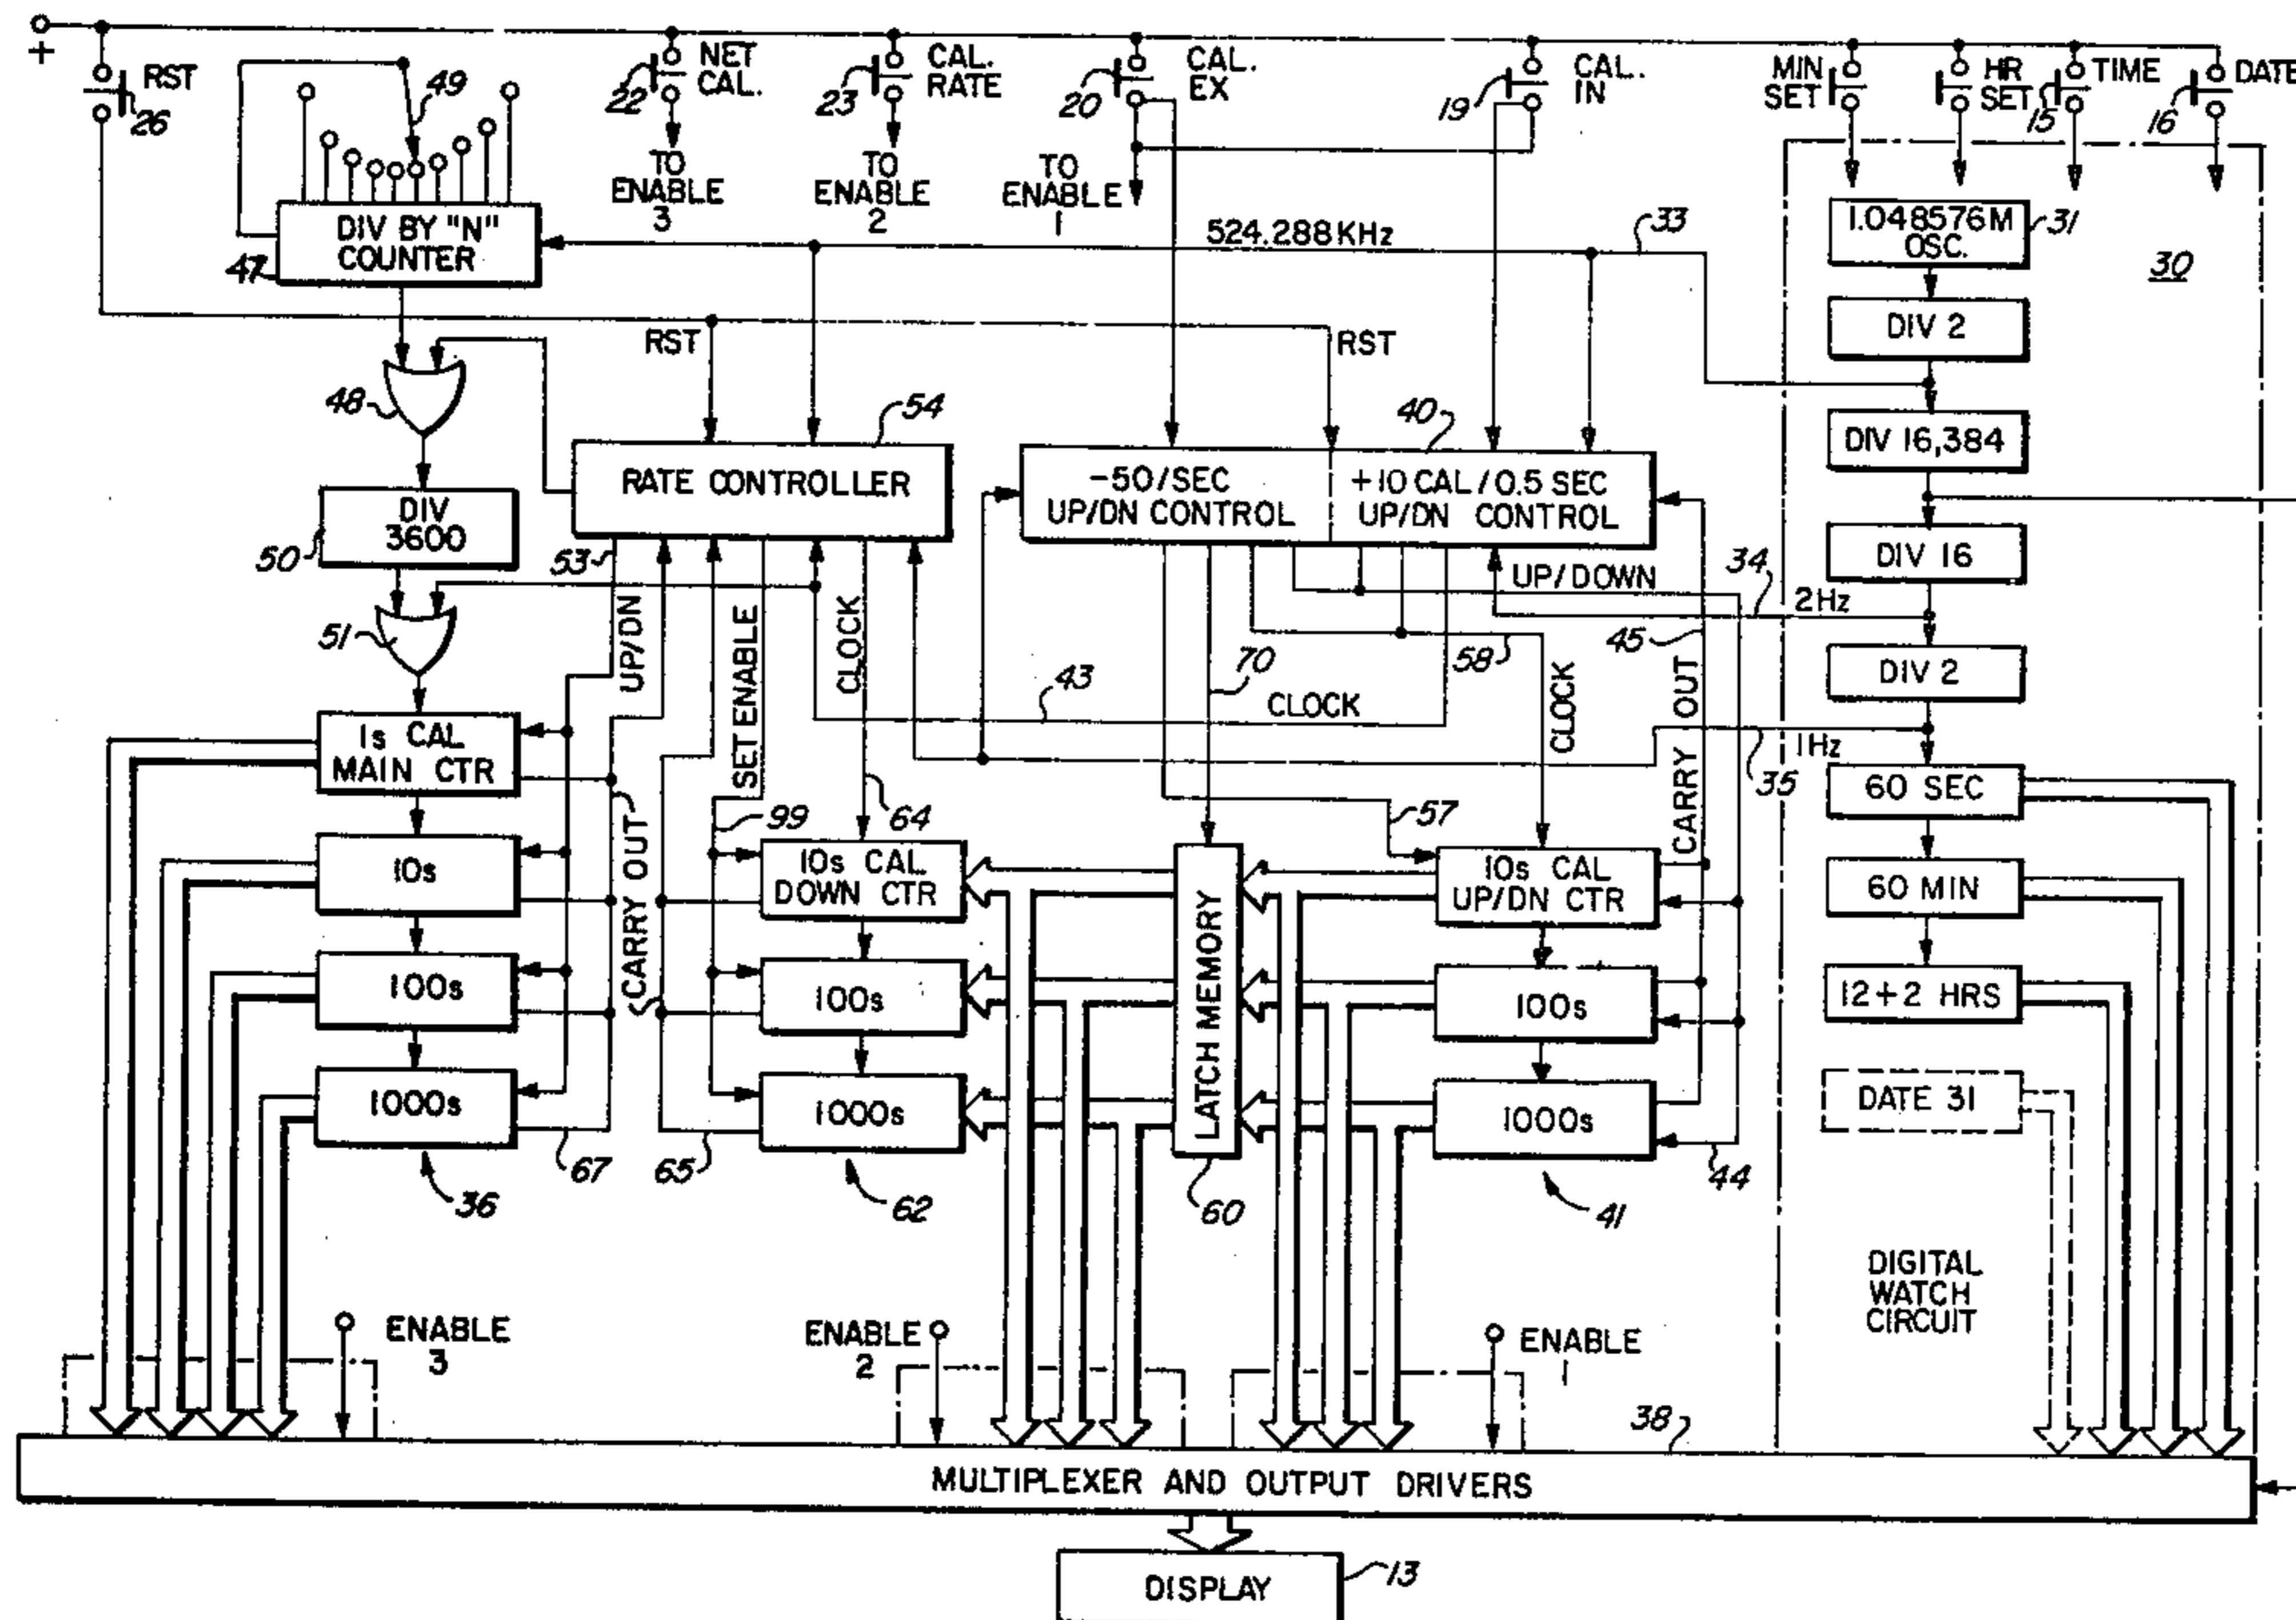 +
RST
26
49
22
NET
CAL.
TO
ENABLE
3
23
CAL.
RATE
TO
ENABLE
2
20
CAL.
EX
TO
ENABLE
1
19
CAL.
IN
MIN
SET
HR
SET
15
TIME
16
DATE
DIV BY "N"
COUNTER
47
524.288KHz
33
1.048576M
OSC.
31
30
DIV 2
RST
RST
48
54
40
DIV 16,384
RATE CONTROLLER
-50/SEC
UP/DN CONTROL
+10 CAL/0.5 SEC
UP/DN CONTROL
DIV
3600
50
53
DIV 16
34
UP/DOWN
2Hz
51
UP/DN
SET ENABLE
CLOCK
70
58
45
DIV 2
43
CLOCK
CLOCK
CARRY OUT
1Hz
35
1s CAL
MAIN CTR
60 SEC
99
64
57
10s
CARRY OUT
10s CAL
DOWN CTR
LATCH MEMORY
10s CAL
UP/DN CTR
60 MIN
100s
100s
100s
12+2 HRS
1000s
1000s
1000s
DATE 31
67
65
44
36
62
60
41
DIGITAL
WATCH
CIRCUIT
ENABLE
3
ENABLE
2
ENABLE
1
38
MULTIPLEXER AND OUTPUT DRIVERS
DISPLAY
13